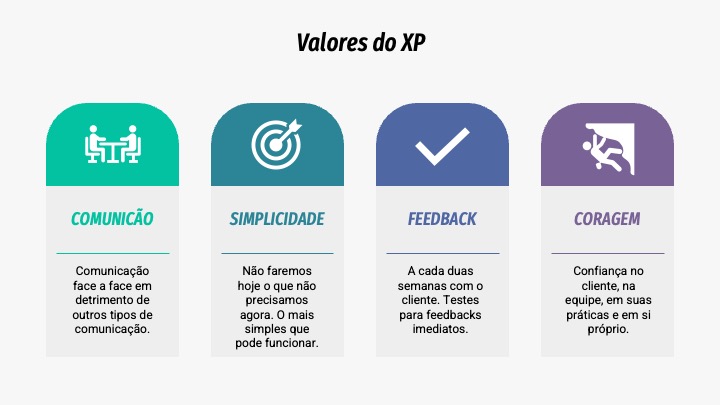 Valores do XP
COMUNICÃO
Comunicação
face a face em
detrimento de
outros tipos de
comunicação.
SIMPLICIDADE
Não faremos
hoje o que não
precisamos
agora. O mais
simples que
pode funcionar.
FEEDBACK
A cada duas
semanas com o
cliente. Testes
para feedbacks
imediatos.
CORAGEM
Confiança no
cliente, na
equipe, em suas
práticas e em si
próprio.